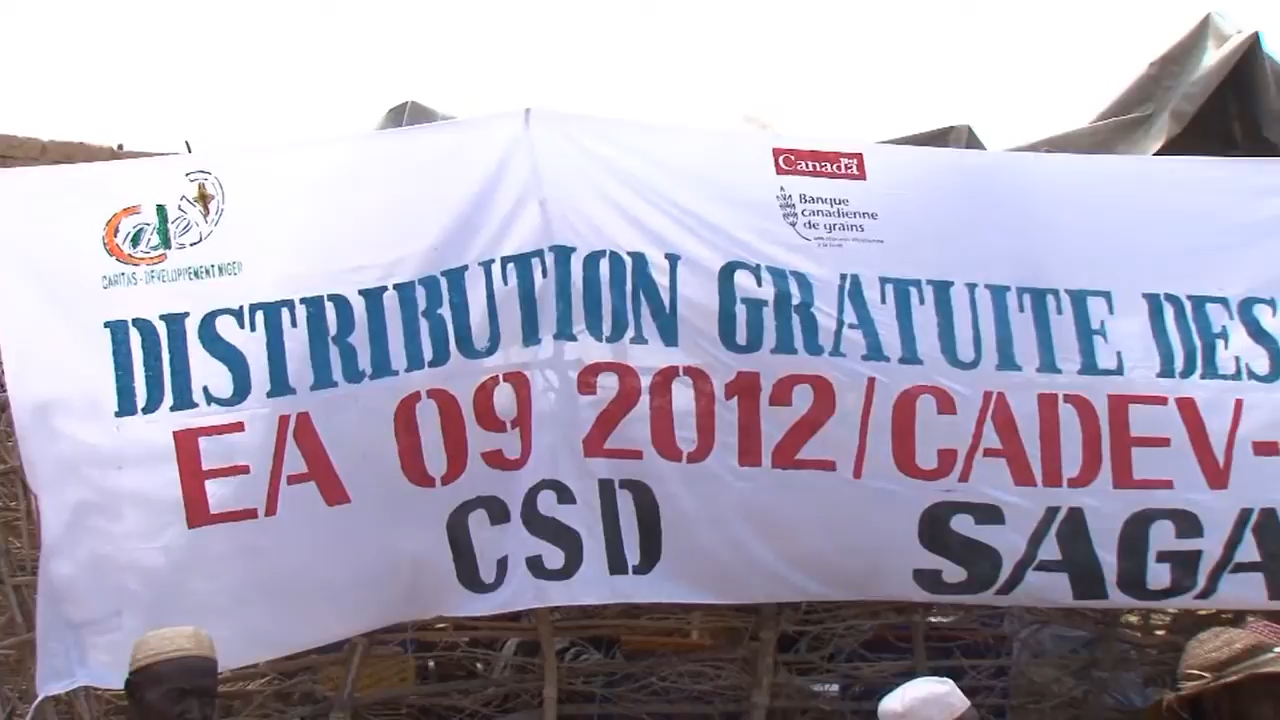 Cadev
CARITAS - DEVELOPPEMENT NIGER
Canada
Banque
canadienne
de grains
DISTRIBUTION GRATUITE DES
EA 09 2012/CADEV-
CSD SAGA